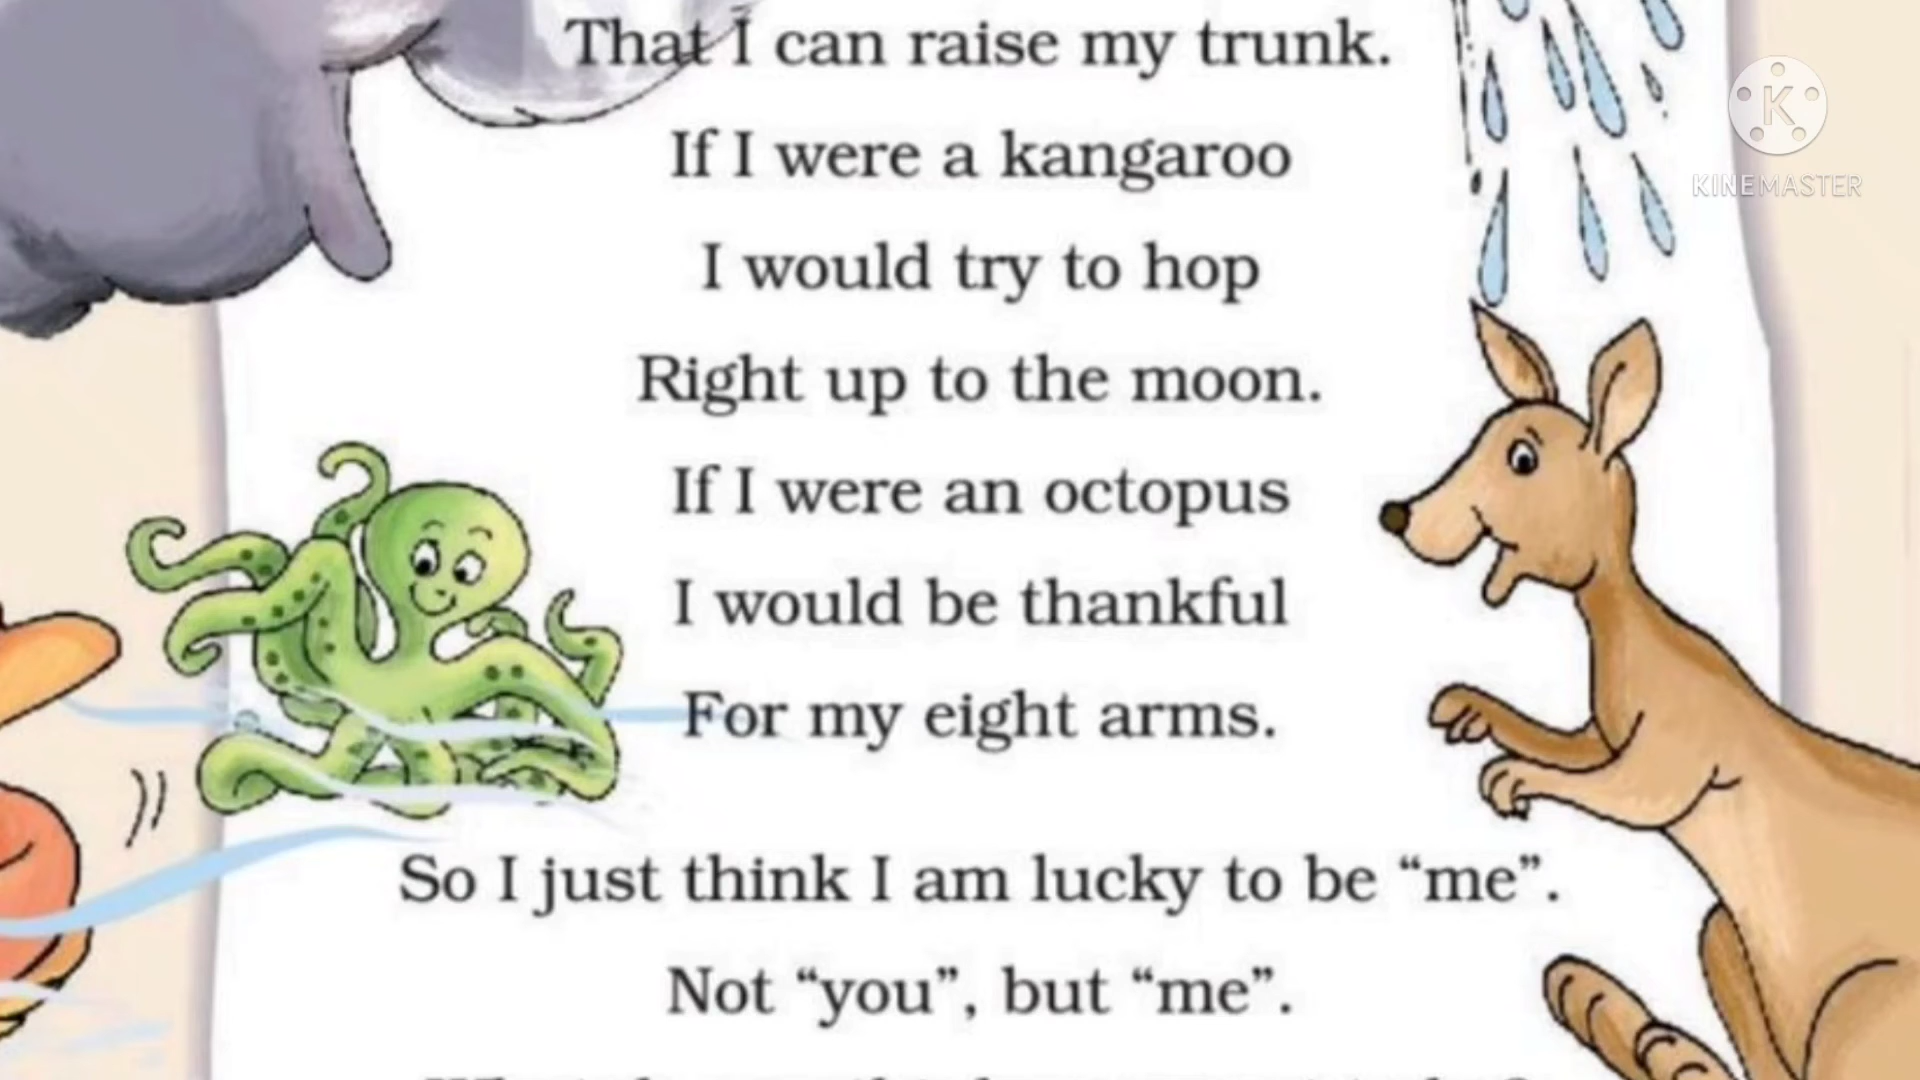 That I can raise my trunk.
If I were a kangaroo
I would try to hop
Right up to the moon.
If I were an octopus
I would be thankful
For my eight arms.
So I just think I am lucky to be “me”.
Not “you”, but “me”.
K
KINEMASTER